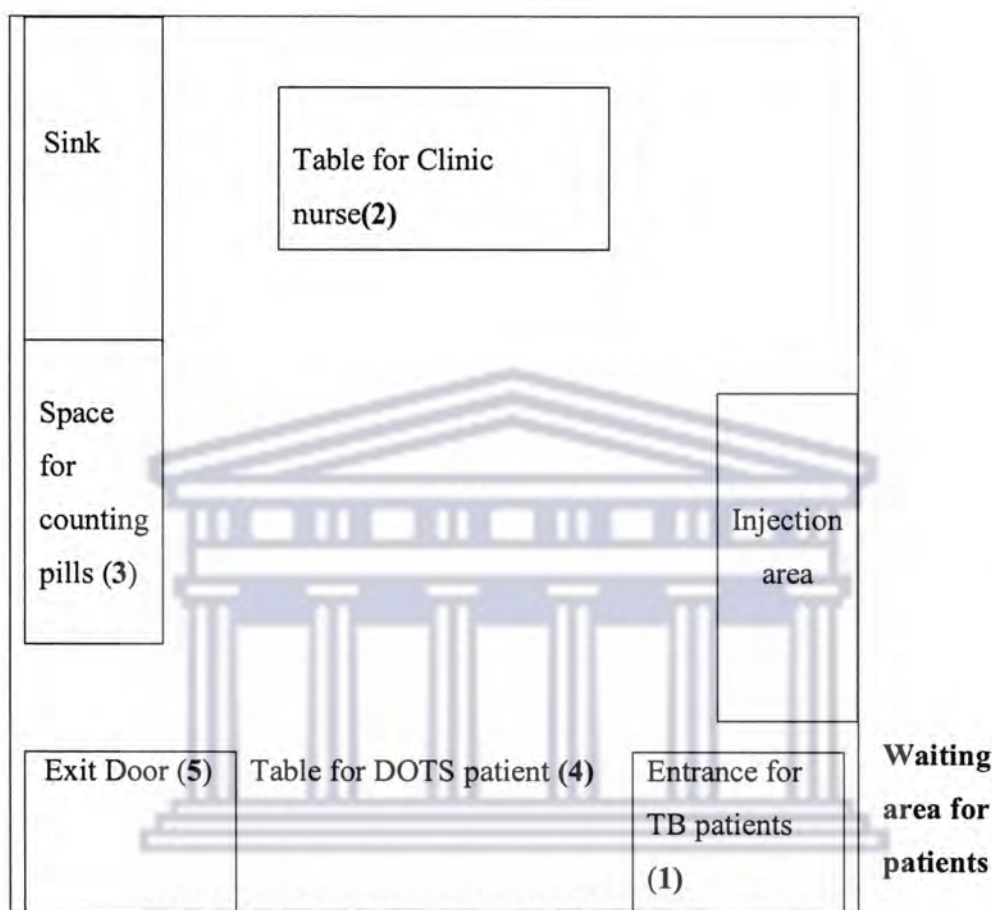 Sink
Table for Clinic
nurse(2)
Space
for
counting
pills (3)
Injection
area
Exit Door (5)
Table for DOTS patient (4)
Entrance for
TB patients
(1)
Waiting
area for
patients